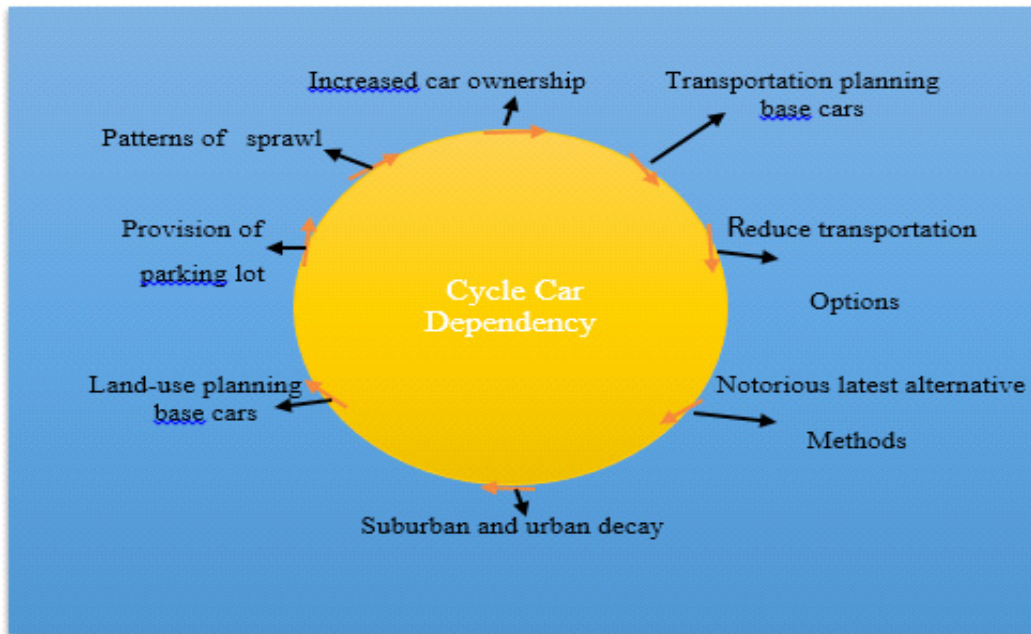 Increased car ownership
Transportation planning
base cars
Patterns of sprawl
Reduce transportation
Options
Provision of
parking lot
Cycle Car
Dependency
Land-use planning
base cars
Notorious latest alternative
Methods
Suburban and urban decay